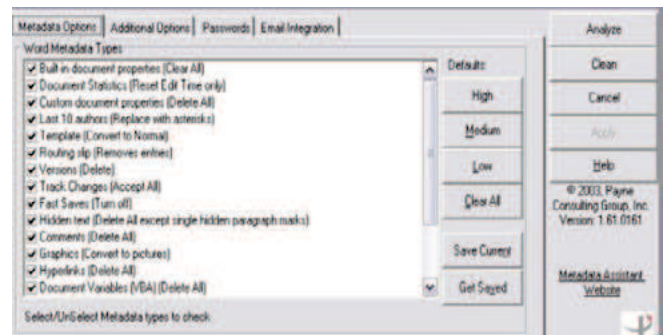 Metadata Options
Additional Options
Passwords
Email Integration
Word Metadata Types
Built-in document properties (Clear All)
Document Statistics (Reset Edit Time only)
Custom document properties (Delete All)
Last 10 authors (Replace with asterisks)
Template (Convert to Normal)
Routing slip (Removes entries)
Versions (Delete)
Track Changes (Accept All)
Fast Saves (Turn off)
Hidden text (Delete All except single hidden paragraph marks)
Comments (Delete All)
Graphics (Convert to pictures)
Hyperlinks (Delete All)
Document Variables (VBA) (Delete All)
Select/UnSelect Metadata types to check
Defaults:
High
Medium
Low
Clear All
Save Current
Get Saved
Analyze
Clean
Cancel
Apply
Help
© 2003, Payne
Consulting Group, Inc.
Version: 1.61.0161
Metadata Assistant
Website